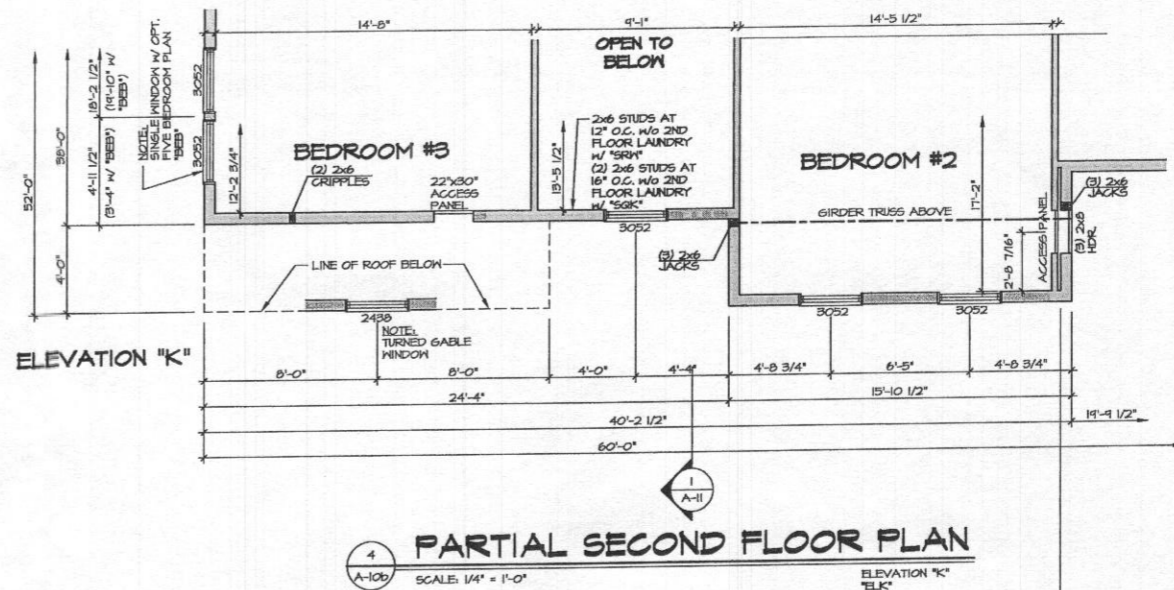 14'-8"
9'-1"
14'-5 1/2"
OPEN TO
BELOW
NOTE:
SINGLE WINDOW W/ OPT.
FIVE BEDROOM PLAN
"BEB"
3052
3052
18'-2 1/2"
(19'-10" W/
"BEB")
4'-11 1/2"
(3'-4" W/ "BEB")
38'-0"
52'-0"
4'-0"
12'-2 3/4"
BEDROOM #3
(2) 2x6
CRIPPLES
22"x30"
ACCESS
PANEL
13'-5 1/2"
2x6 STUDS AT
12" O.C. W/O 2ND
FLOOR LAUNDRY
W/ "SRW"
(2) 2x6 STUDS AT
16" O.C. W/O 2ND
FLOOR LAUNDRY
W/ "SGK"
3052
BEDROOM #2
17'-2"
GIRDER TRUSS ABOVE
(3) 2x6
JACKS
(3) 2x6
JACKS
ACCESS PANEL
2'-8 7/16"
(3) 2x8
HDR
LINE OF ROOF BELOW
2438
NOTE:
TURNED GABLE
WINDOW
3052
3052
ELEVATION "K"
8'-0"
8'-0"
4'-0"
4'-4"
4'-8 3/4"
6'-5"
4'-8 3/4"
24'-4"
15'-10 1/2"
40'-2 1/2"
19'-9 1/2"
60'-0"
1
A-11
4
A-10b
PARTIAL SECOND FLOOR PLAN
SCALE: 1/4" = 1'-0"
ELEVATION "K"
"ELK"